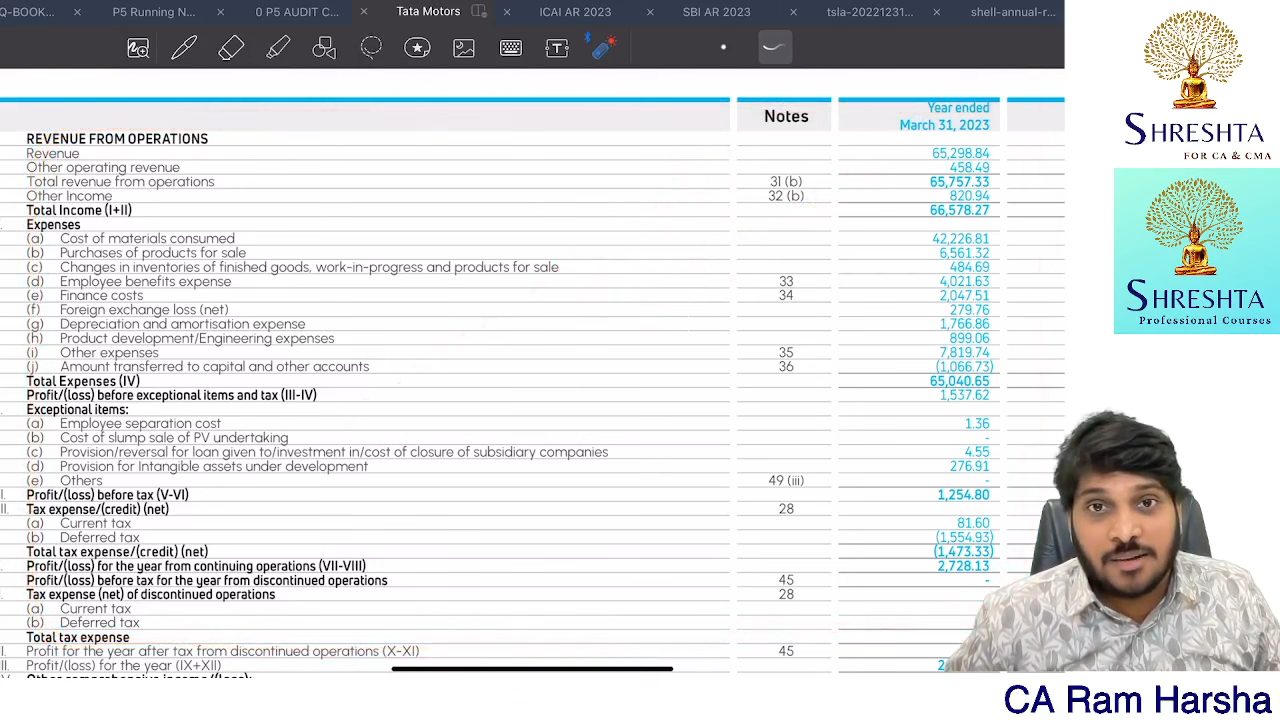 Q-BOOK... × P5 Running N... × 0 P5 AUDIT C... × Tata Motors × ICAI AR 2023 × SBI AR 2023 × tsla-20221231... × shell-annual-r...
Notes
Year ended
March 31, 2023
REVENUE FROM OPERATIONS
Revenue 65,298.84
Other operating revenue 458.49
Total revenue from operations 31 (b) 65,757.33
Other Income 32 (b) 820.94
Total Income (I+II) 66,578.27
Expenses
(a) Cost of materials consumed 42,226.81
(b) Purchases of products for sale 6,561.32
(c) Changes in inventories of finished goods, work-in-progress and products for sale 484.69
(d) Employee benefits expense 33 4,021.63
(e) Finance costs 34 2,047.51
(f) Foreign exchange loss (net) 279.76
(g) Depreciation and amortisation expense 1,766.86
(h) Product development/Engineering expenses 899.06
(i) Other expenses 35 7,819.74
(j) Amount transferred to capital and other accounts 36 (1,066.73)
Total Expenses (IV) 65,040.65
Profit/(loss) before exceptional items and tax (III-IV) 1,537.62
Exceptional items:
(a) Employee separation cost 1.36
(b) Cost of slump sale of PV undertaking -
(c) Provision/reversal for loan given to/investment in/cost of closure of subsidiary companies 4.55
(d) Provision for Intangible assets under development 276.91
(e) Others 49 (iii) -
I. Profit/(loss) before tax (V-VI) 1,254.80
II. Tax expense/(credit) (net) 28
(a) Current tax 81.60
(b) Deferred tax (1,554.93)
Total tax expense/(credit) (net) (1,473.33)
Profit/(loss) for the year from continuing operations (VII-VIII) 2,728.13
Profit/(loss) before tax for the year from discontinued operations 45 -
Tax expense (net) of discontinued operations 28
(a) Current tax
(b) Deferred tax
Total tax expense
I. Profit for the year after tax from discontinued operations (X-XI) 45
II. Profit/(loss) for the year (IX+XII) 2
Other comprehensive income/(loss):
SHRESHTA
FOR CA & CMA
SHRESHTA
Professional Courses
CA Ram Harsha